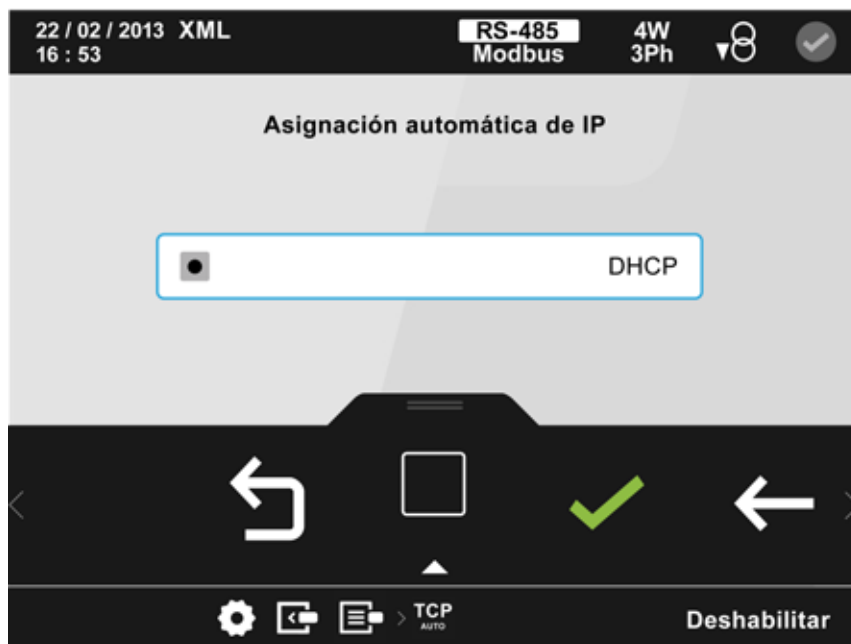 22 / 02 / 2013 XML
16 : 53
RS-485
Modbus
4W
3Ph
Asignación automática de IP
DHCP
TCP
AUTO
Deshabilitar